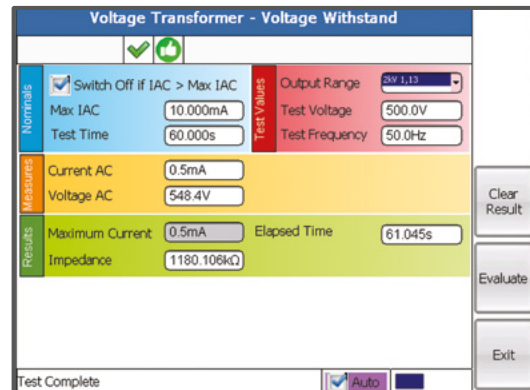 Voltage Transformer - Voltage Withstand
Nominals
Switch Off if IAC > Max IAC
Max IAC 10.000mA
Test Time 60.000s
Test Values
Output Range 2kV 1,13
Test Voltage 500.0V
Test Frequency 50.0Hz
Measures
Current AC 0.5mA
Voltage AC 548.4V
Results
Maximum Current 0.5mA Elapsed Time 61.045s
Impedance 1180.106kΩ
Clear
Result
Evaluate
Exit
Test Complete Auto